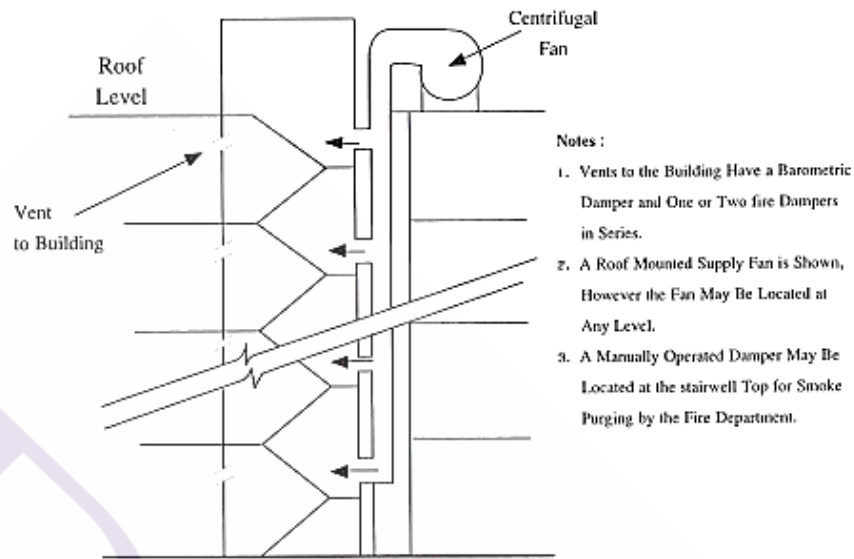 Centrifugal
Fan
Roof
Level
Vent
to Building
Notes :
1. Vents to the Building Have a Barometric
Damper and One or Two fire Dampers
in Series.
2. A Roof Mounted Supply Fan is Shown,
However the Fan May Be Located at
Any Level.
3. A Manually Operated Damper May Be
Located at the stairwell Top for Smoke
Purging by the Fire Department.